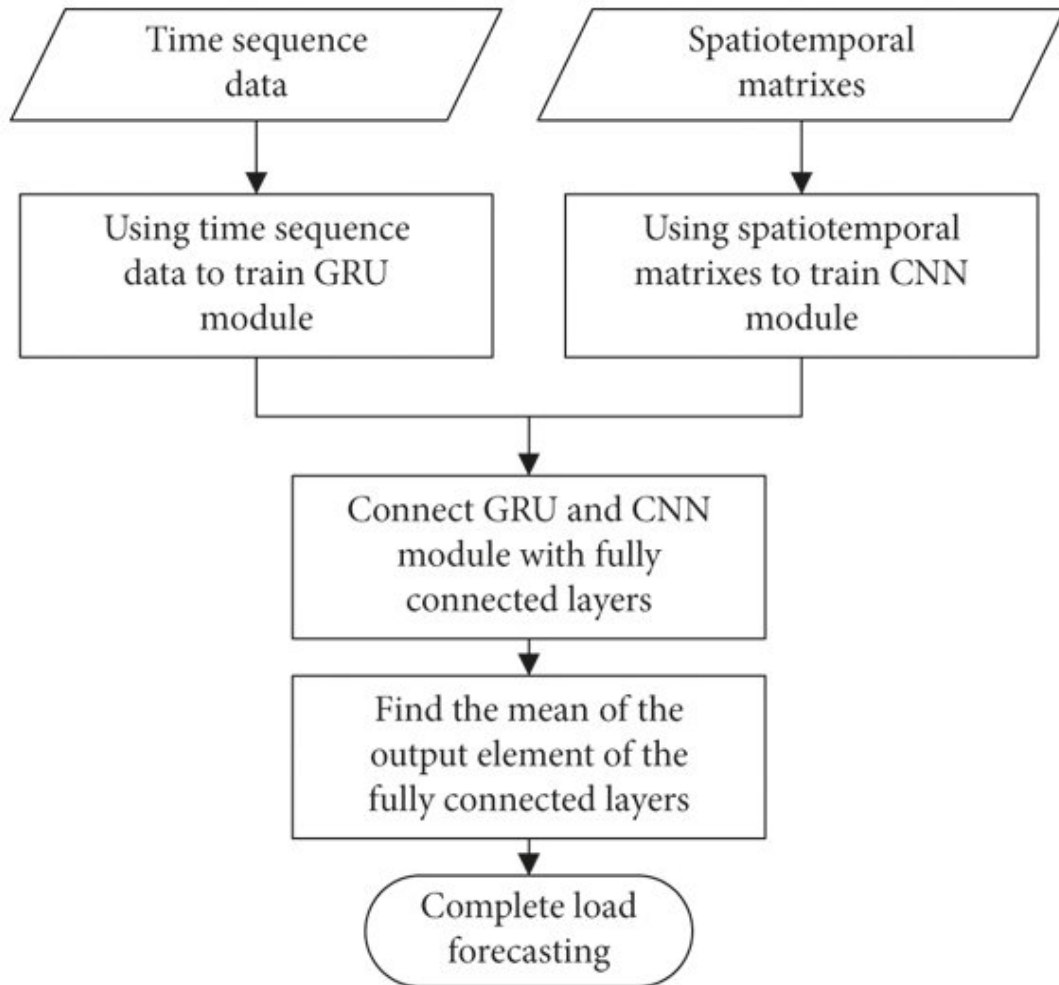 Time sequence
data
Spatiotemporal
matrixes
Using time sequence
data to train GRU
module
Using spatiotemporal
matrixes to train CNN
module
Connect GRU and CNN
module with fully
connected layers
Find the mean of the
output element of the
fully connected layers
Complete load
forecasting